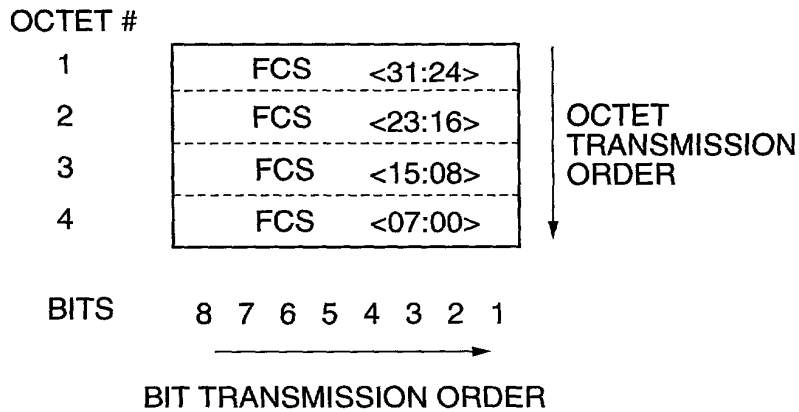 OCTET #
1 FCS <31:24>
2 FCS <23:16>
3 FCS <15:08>
4 FCS <07:00>
OCTET
TRANSMISSION
ORDER
BITS 8 7 6 5 4 3 2 1
BIT TRANSMISSION ORDER